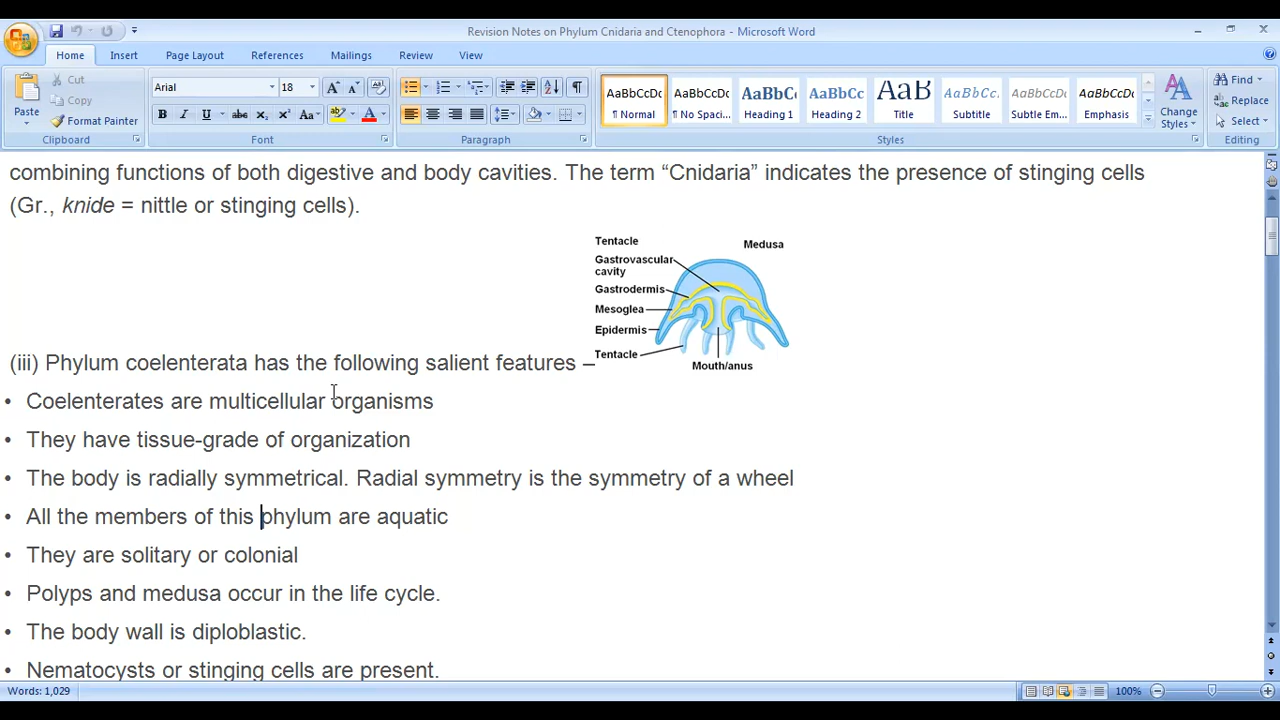 Revision Notes on Phylum Cnidaria and Ctenophora - Microsoft Word
Home Insert Page Layout References Mailings Review View
Paste
Cut
Copy
Format Painter
Clipboard
Arial 18
B I U abc x₂ x² Aa A
Font
Paragraph
AaBbCcDc AaBbCcDc AaBbC AaBbCc AaB AaBbCc. AaBbCcDc AaBbCcDc
¶ Normal ¶ No Spaci... Heading 1 Heading 2 Title Subtitle Subtle Em... Emphasis
Change Styles
Styles
Find
Replace
Select
Editing
combining functions of both digestive and body cavities. The term “Cnidaria” indicates the presence of stinging cells
(Gr., knide = nittle or stinging cells).
Tentacle
Medusa
Gastrovascular
cavity
Gastrodermis
Mesoglea
Epidermis
Tentacle
Mouth/anus
(iii) Phylum coelenterata has the following salient features –
• Coelenterates are multicellular organisms
• They have tissue-grade of organization
• The body is radially symmetrical. Radial symmetry is the symmetry of a wheel
• All the members of this phylum are aquatic
• They are solitary or colonial
• Polyps and medusa occur in the life cycle.
• The body wall is diploblastic.
• Nematocysts or stinging cells are present.
Words: 1,029
100%